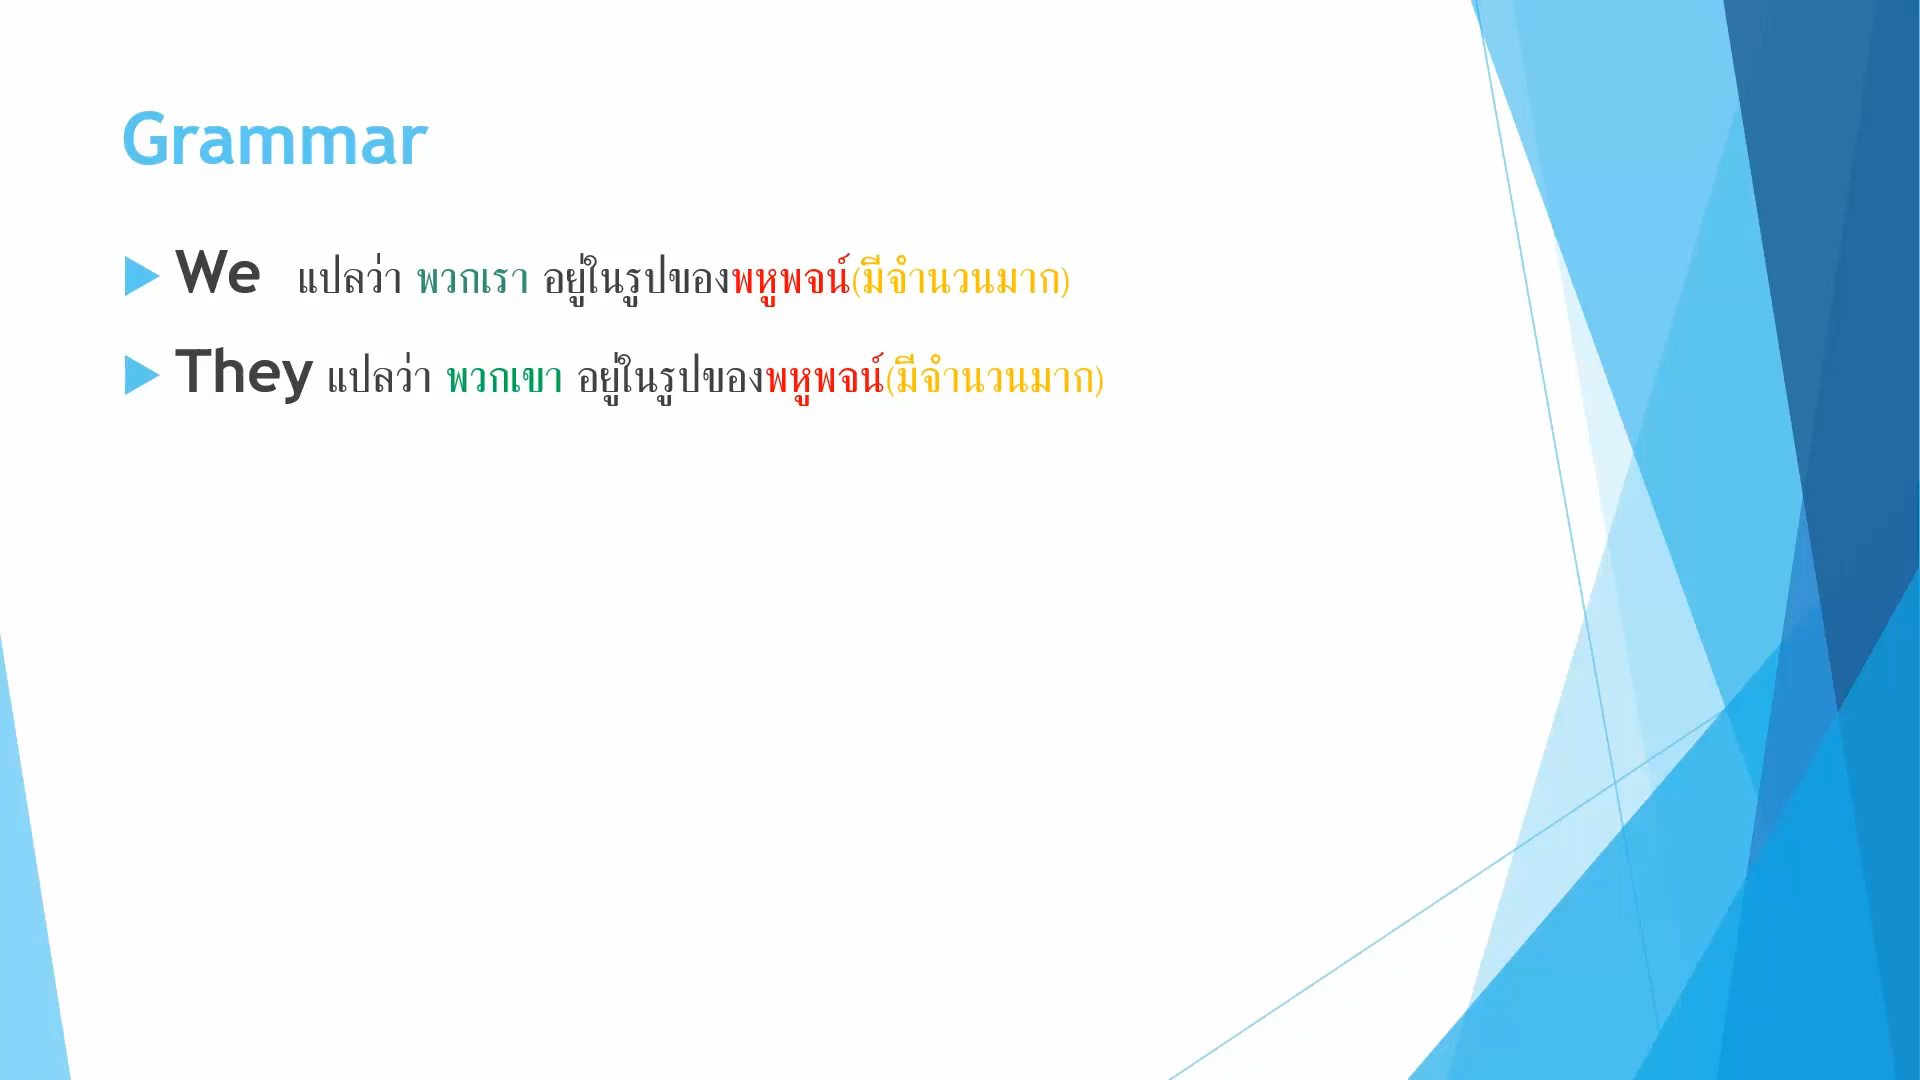 Grammar
We แปลว่า พวกเรา อยู่ในรูปของพหูพจน์(มีจำนวนมาก)
They แปลว่า พวกเขา อยู่ในรูปของพหูพจน์(มีจำนวนมาก)